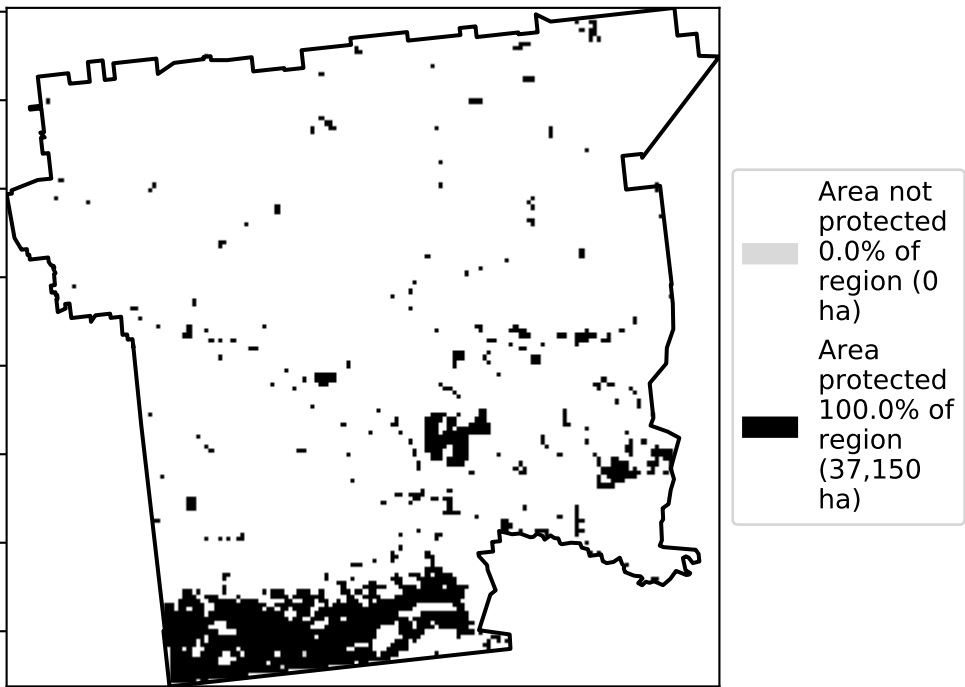 Area not
protected
0.0% of
region (0
ha)
Area
protected
100.0% of
region
(37,150
ha)